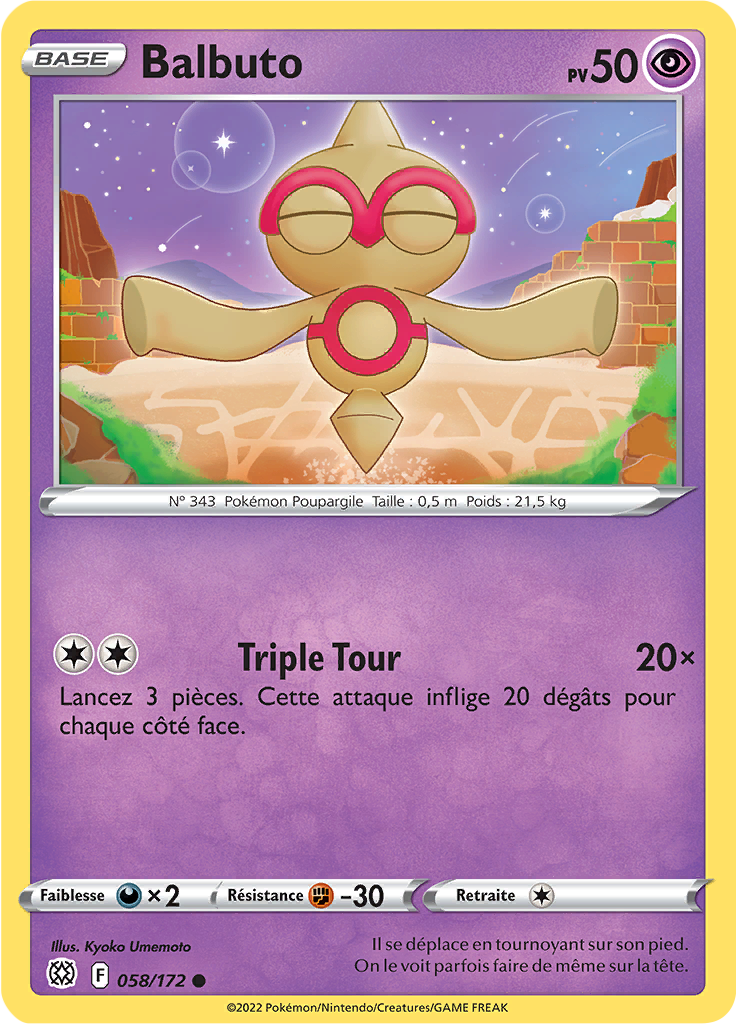 BASE Balbuto PV 50
N° 343 Pokémon Poupargile Taille : 0,5 m Poids : 21,5 kg
Triple Tour 20×
Lancez 3 pièces. Cette attaque inflige 20 dégâts pour
chaque côté face.
Faiblesse ×2 Résistance -30 Retraite
Illus. Kyoko Umemoto
F 058/172
Il se déplace en tournoyant sur son pied.
On le voit parfois faire de même sur la tête.
©2022 Pokémon/Nintendo/Creatures/GAME FREAK